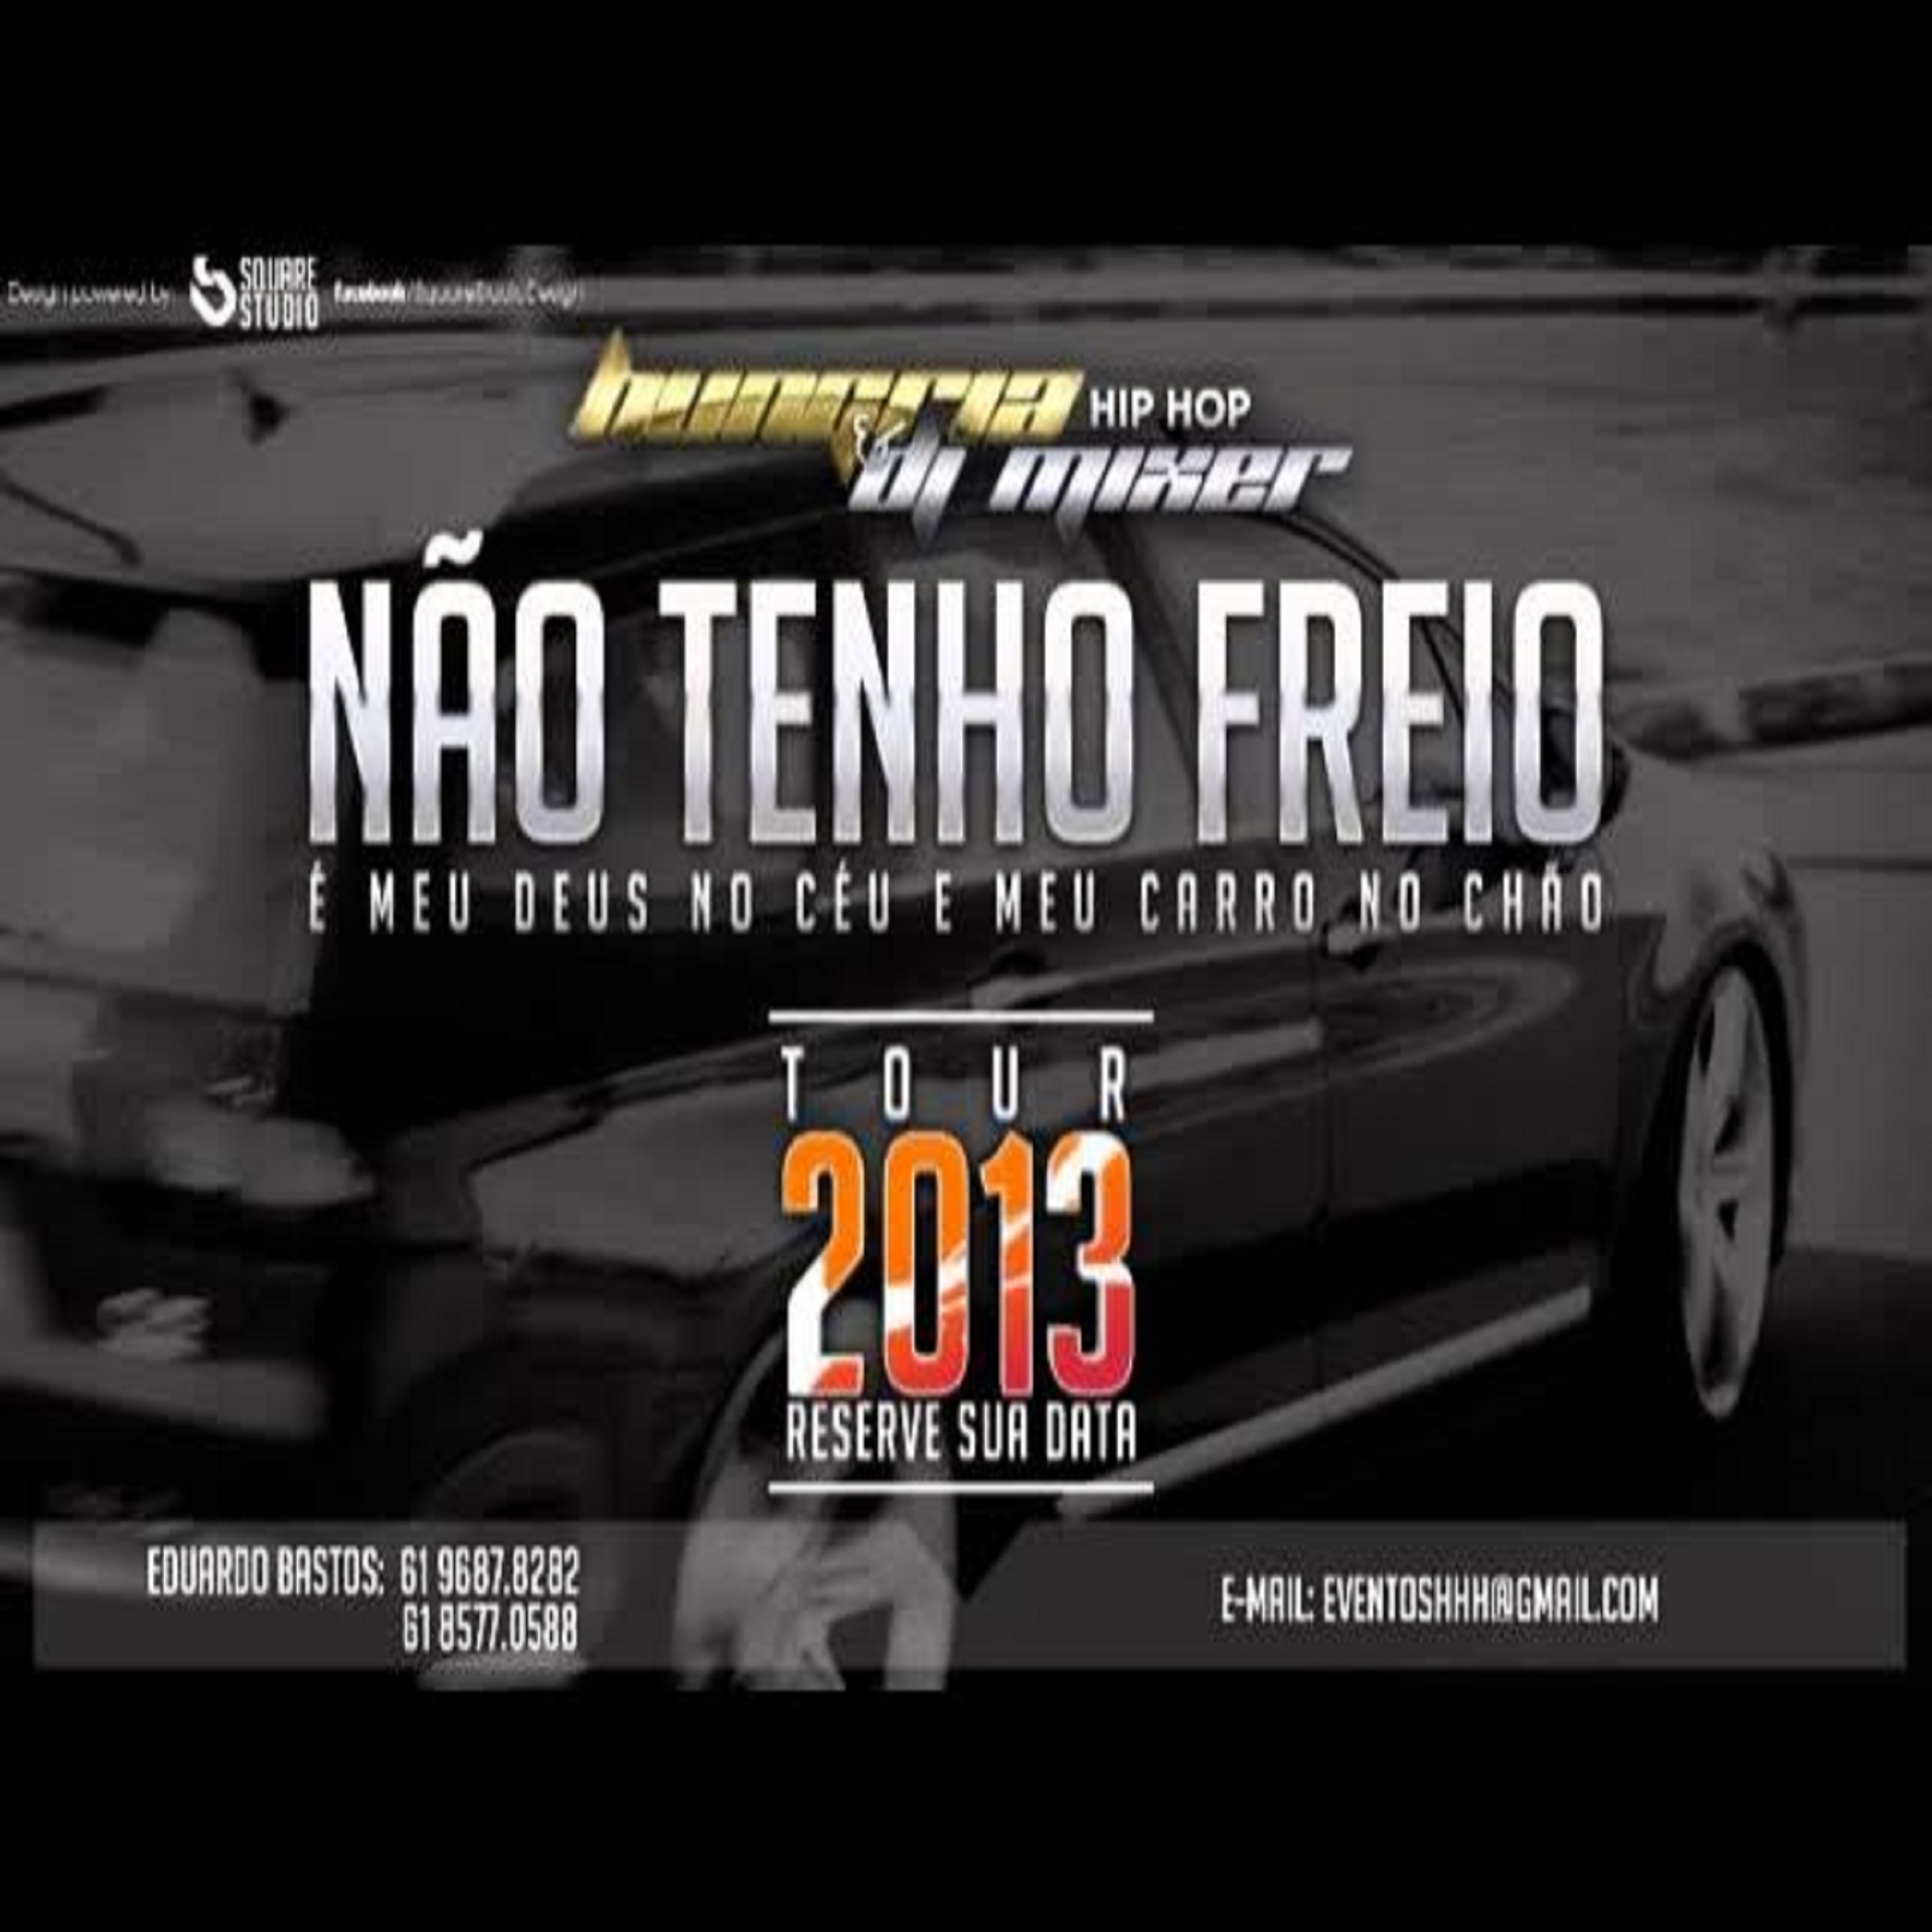 Design powered by
SQUARE
STUDIO
facebook/SquareStudioDesign
hungria HIP HOP
& dj mixer
NÃO TENHO FREIO
É MEU DEUS NO CÉU E MEU CARRO NO CHÃO
TOUR
2013
RESERVE SUA DATA
EDUARDO BASTOS: 61 9687.8282
61 8577.0588
E-MAIL: EVENTOSHHH@GMAIL.COM